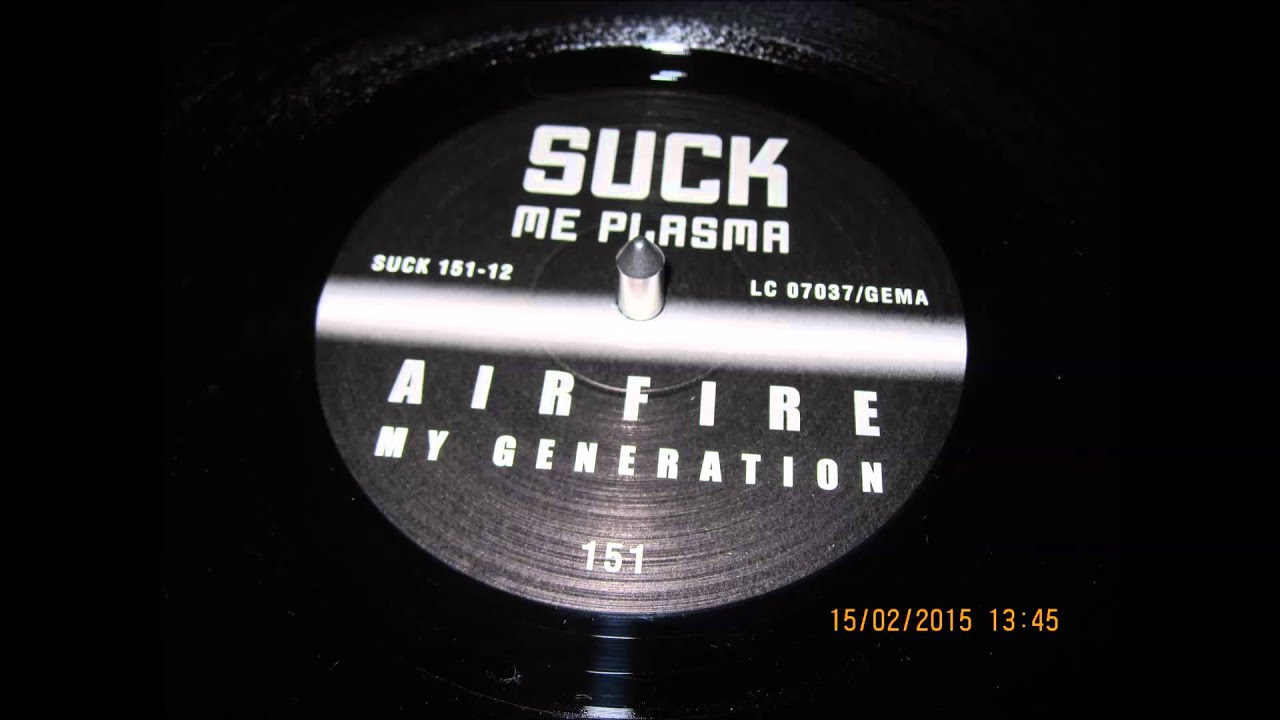 SUCK
ME PLASMA
SUCK 151-12
LC 07037/GEMA
AIRFIRE
MY GENERATION
151
15/02/2015 13:45